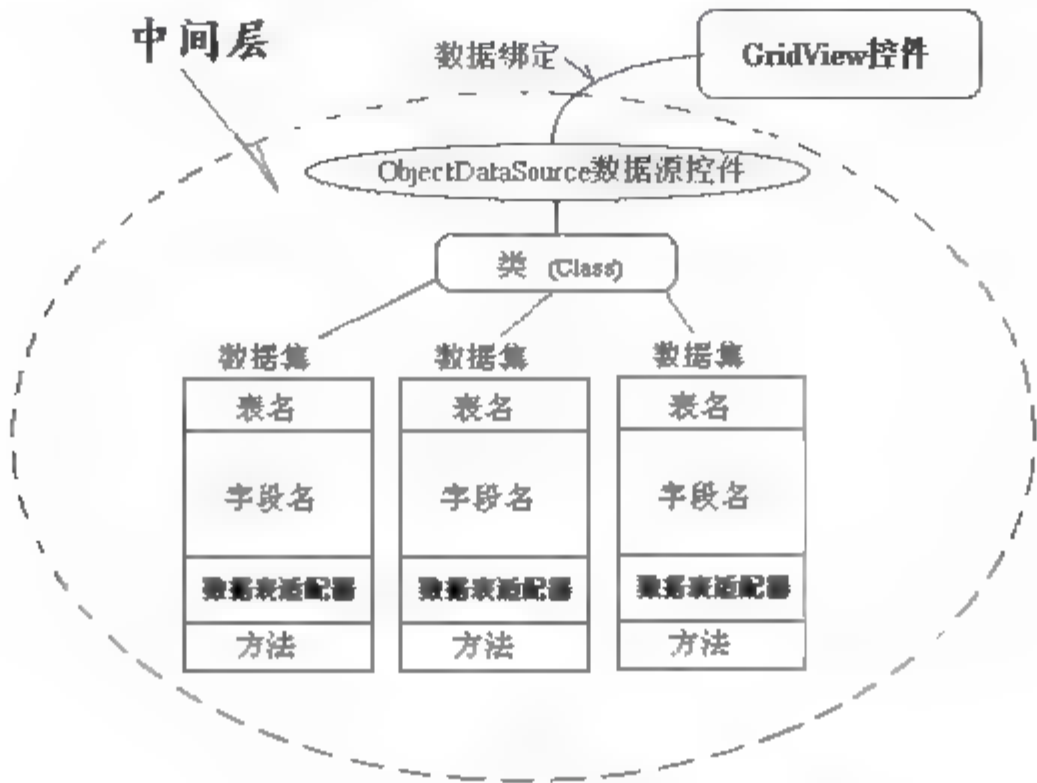 中间层
数据绑定
GridView控件
ObjectDataSource数据源控件
类 (Class)
数据集 数据集 数据集
表名 表名 表名
字段名 字段名 字段名
数据表适配器 数据表适配器 数据表适配器
方法 方法 方法